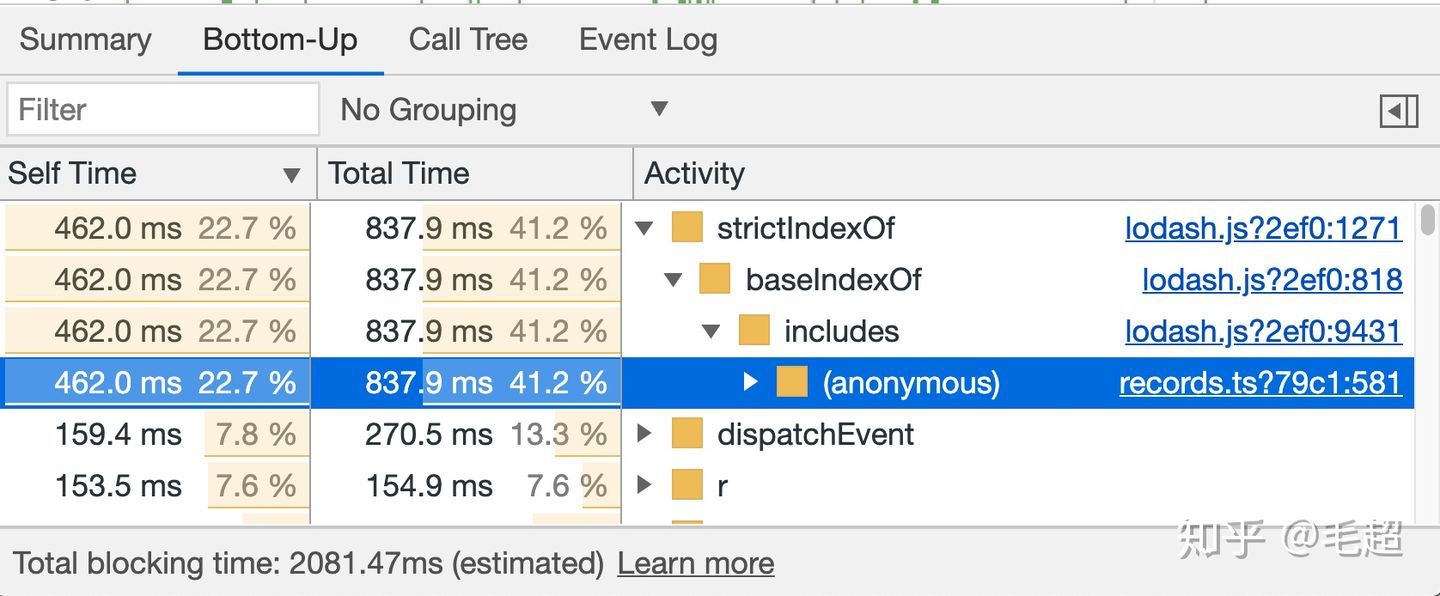 Summary Bottom-Up Call Tree Event Log
Filter No Grouping
Self Time Total Time Activity
462.0 ms 22.7 % 837.9 ms 41.2 % strictIndexOf lodash.js?2ef0:1271
462.0 ms 22.7 % 837.9 ms 41.2 % baseIndexOf lodash.js?2ef0:818
462.0 ms 22.7 % 837.9 ms 41.2 % includes lodash.js?2ef0:9431
462.0 ms 22.7 % 837.9 ms 41.2 % (anonymous) records.ts?79c1:581
159.4 ms 7.8 % 270.5 ms 13.3 % dispatchEvent
153.5 ms 7.6 % 154.9 ms 7.6 % r
知乎 @毛超
Total blocking time: 2081.47ms (estimated) Learn more